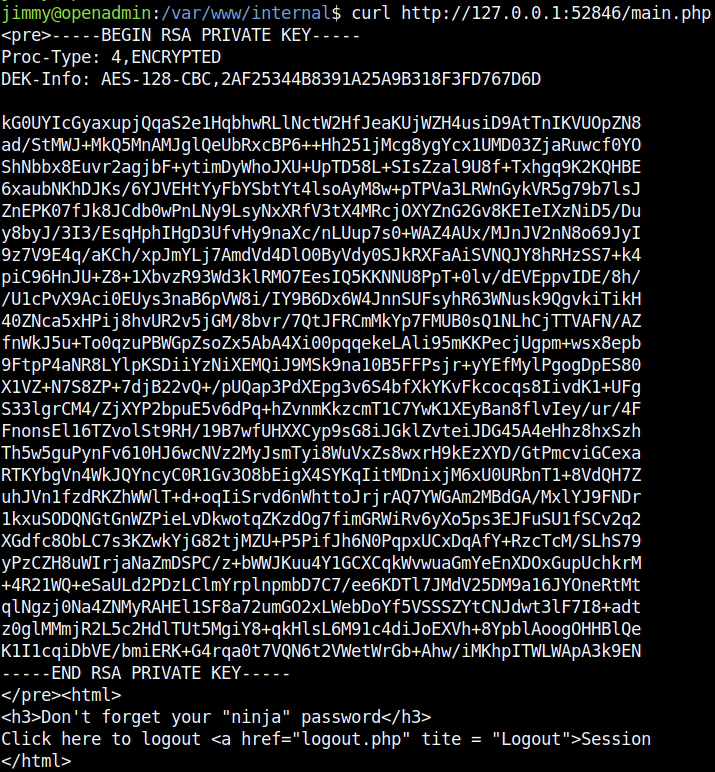 jimmy@openadmin:/var/www/internal$ curl http://127.0.0.1:52846/main.php
<pre>-----BEGIN RSA PRIVATE KEY-----
Proc-Type: 4,ENCRYPTED
DEK-Info: AES-128-CBC,2AF25344B8391A25A9B318F3FD767D6D

kG0UYIcGyaxupjQqaS2e1HqbhwRLlNctW2HfJeaKUjWZH4usiD9AtTnIKVUOpZN8
ad/StMWJ+MkQ5MnAMJglQeUbRxcBP6++Hh251jMcg8ygYcx1UMD03ZjaRuwcf0YO
ShNbbx8Euvr2agjbF+ytimDyWhoJXU+UpTD58L+SIsZzal9U8f+Txhgq9K2KQHBE
6xaubNKhDJKs/6YJVEHtYyFbYSbtYt4lsoAyM8w+pTPVa3LRWnGykVR5g79b7lsJ
ZnEPK07fJk8JCdb0wPnLNy9LsyNxXRfV3tX4MRcjOXYZnG2Gv8KEIeIXzNiD5/Du
y8byJ/3I3/EsqHphIHgD3UfvHy9naXc/nLUup7s0+WAZ4AUx/MJnJV2nN8o69JyI
9z7V9E4q/aKCh/xpJmYLj7AmdVd4DlO0ByVdy0SJkRXFaAiSVNQJY8hRHzSS7+k4
piC96HnJU+Z8+1XbvzR93Wd3klRMO7EesIQ5KKNNU8PpT+0lv/dEVEppvIDE/8h/
/U1cPvX9Aci0EUys3naB6pVW8i/IY9B6Dx6W4JnnSUFsyhR63WNusk9QgvkiTikH
40ZNca5xHPij8hvUR2v5jGM/8bvr/7QtJFRCmMkYp7FMUB0sQ1NLhCjTTVAFN/AZ
fnWkJ5u+To0qzuPBWGpZsoZx5AbA4Xi00pqqekeLAli95mKKPecjUgpm+wsx8epb
9FtpP4aNR8LYlpKSDiiYzNiXEMQiJ9MSk9na10B5FFPsjr+yYEfMylPgogDpES80
X1VZ+N7S8ZP+7djB22vQ+/pUQap3PdXEpg3v6S4bfXkYKvFkcocqs8IivdK1+UFg
S33lgrCM4/ZjXYP2bpuE5v6dPq+hZvnmKkzcmT1C7YwK1XEyBan8flvIey/ur/4F
FnonsEl16TZvolSt9RH/19B7wfUHXXCyp9sG8iJGklZvteiJDG45A4eHhz8hxSzh
Th5w5guPynFv610HJ6wcNVz2MyJsmTyi8WuVxZs8wxrH9kEzXYD/GtPmcviGCexa
RTKYbgVn4WkJQYncyC0R1Gv3O8bEigX4SYKqIitMDnixjM6xU0URbnT1+8VdQH7Z
uhJVn1fzdRKZhWWlT+d+oqIiSrvd6nWhttoJrjrAQ7YWGAm2MBdGA/MxlYJ9FNDr
1kxuSODQNGtGnWZPieLvDkwotqZKzdOg7fimGRWiRv6yXo5ps3EJFuSU1fSCv2q2
XGdfc8ObLC7s3KZwkYjG82tjMZU+P5PifJh6N0PqpxUCxDqAfY+RzcTcM/SLhS79
yPzCZH8uWIrjaNaZmDSPC/z+bWWJKuu4Y1GCXCqkWvwuaGmYeEnXDOxGupUchkrM
+4R21WQ+eSaULd2PDzLClmYrplnpmbD7C7/ee6KDTl7JMdV25DM9a16JYOneRtMt
qlNgzj0Na4ZNMyRAHEl1SF8a72umGO2xLWebDoYf5VSSSZYtCNJdwt3lF7I8+adt
z0glMMmjR2L5c2HdlTUt5MgiY8+qkHlsL6M91c4diJoEXVh+8YpblAoogOHHBlQe
K1I1cqiDbVE/bmiERK+G4rqa0t7VQN6t2VWetWrGb+Ahw/iMKhpITWLWApA3k9EN
-----END RSA PRIVATE KEY-----
</pre><html>
<h3>Don't forget your "ninja" password</h3>
Click here to logout <a href="logout.php" tite = "Logout">Session
</html>